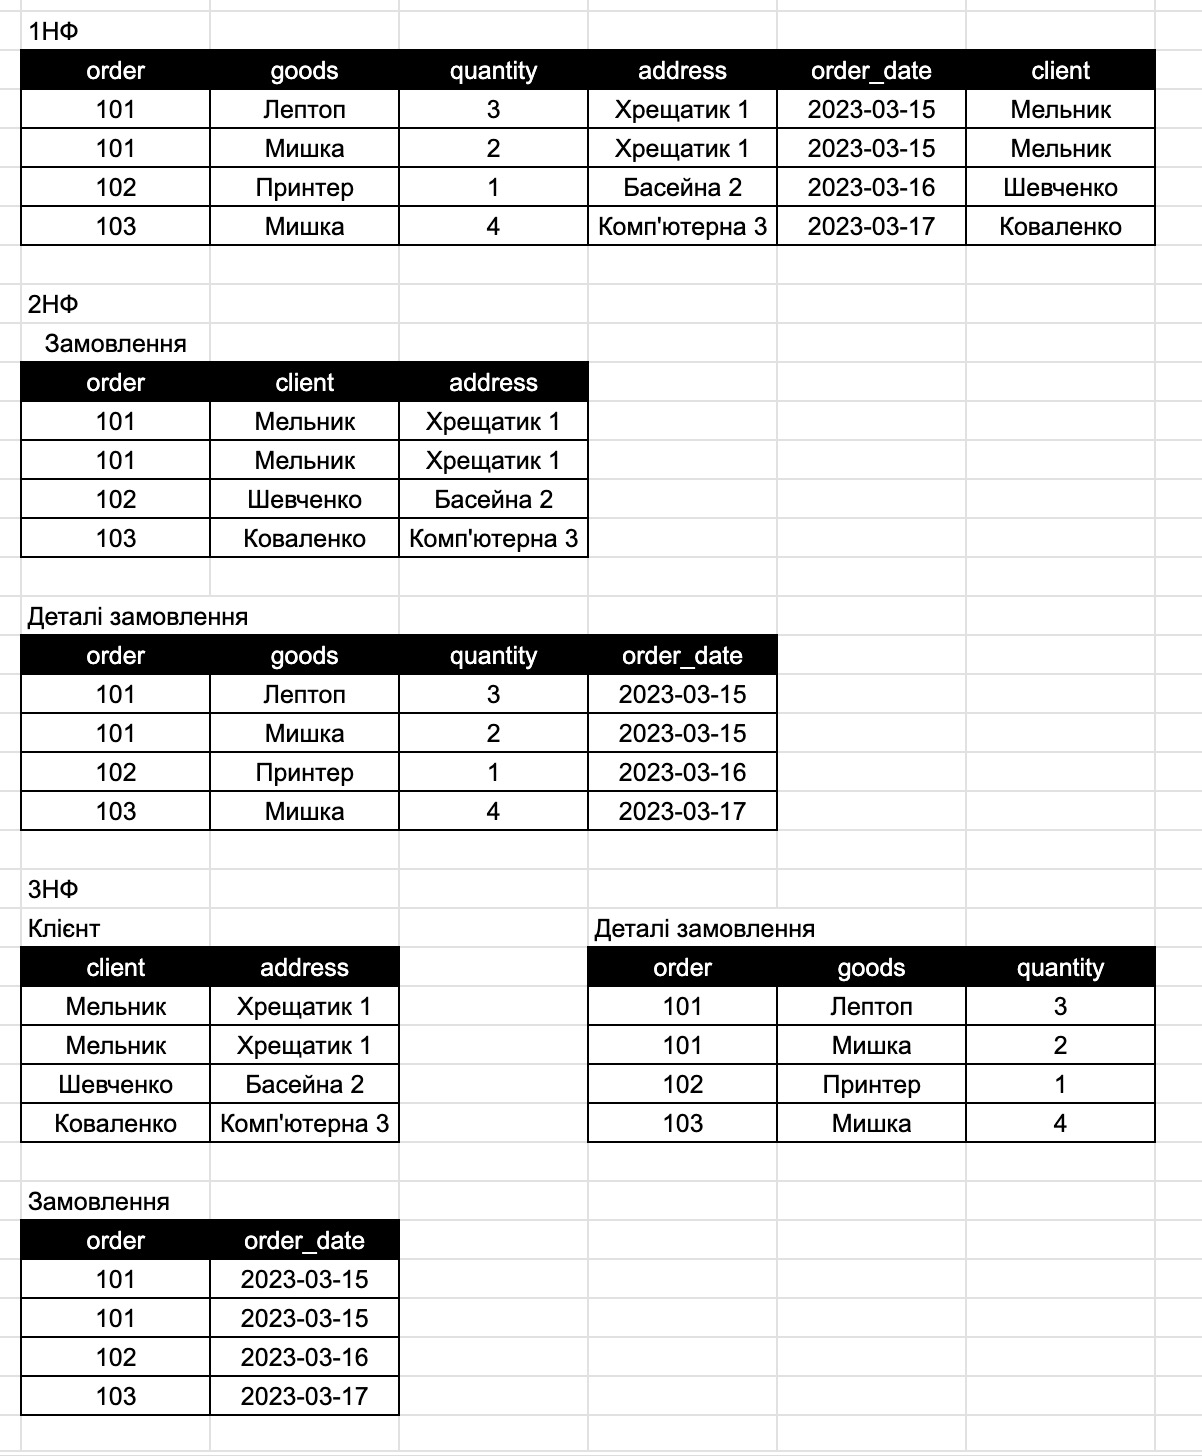 1НФ
order goods quantity address order_date client
101 Лептоп 3 Хрещатик 1 2023-03-15 Мельник
101 Мишка 2 Хрещатик 1 2023-03-15 Мельник
102 Принтер 1 Басейна 2 2023-03-16 Шевченко
103 Мишка 4 Комп'ютерна 3 2023-03-17 Коваленко
2НФ
Замовлення
order client address
101 Мельник Хрещатик 1
101 Мельник Хрещатик 1
102 Шевченко Басейна 2
103 Коваленко Комп'ютерна 3
Деталі замовлення
order goods quantity order_date
101 Лептоп 3 2023-03-15
101 Мишка 2 2023-03-15
102 Принтер 1 2023-03-16
103 Мишка 4 2023-03-17
3НФ
Клієнт
client address
Мельник Хрещатик 1
Мельник Хрещатик 1
Шевченко Басейна 2
Коваленко Комп'ютерна 3
Деталі замовлення
order goods quantity
101 Лептоп 3
101 Мишка 2
102 Принтер 1
103 Мишка 4
Замовлення
order order_date
101 2023-03-15
101 2023-03-15
102 2023-03-16
103 2023-03-17